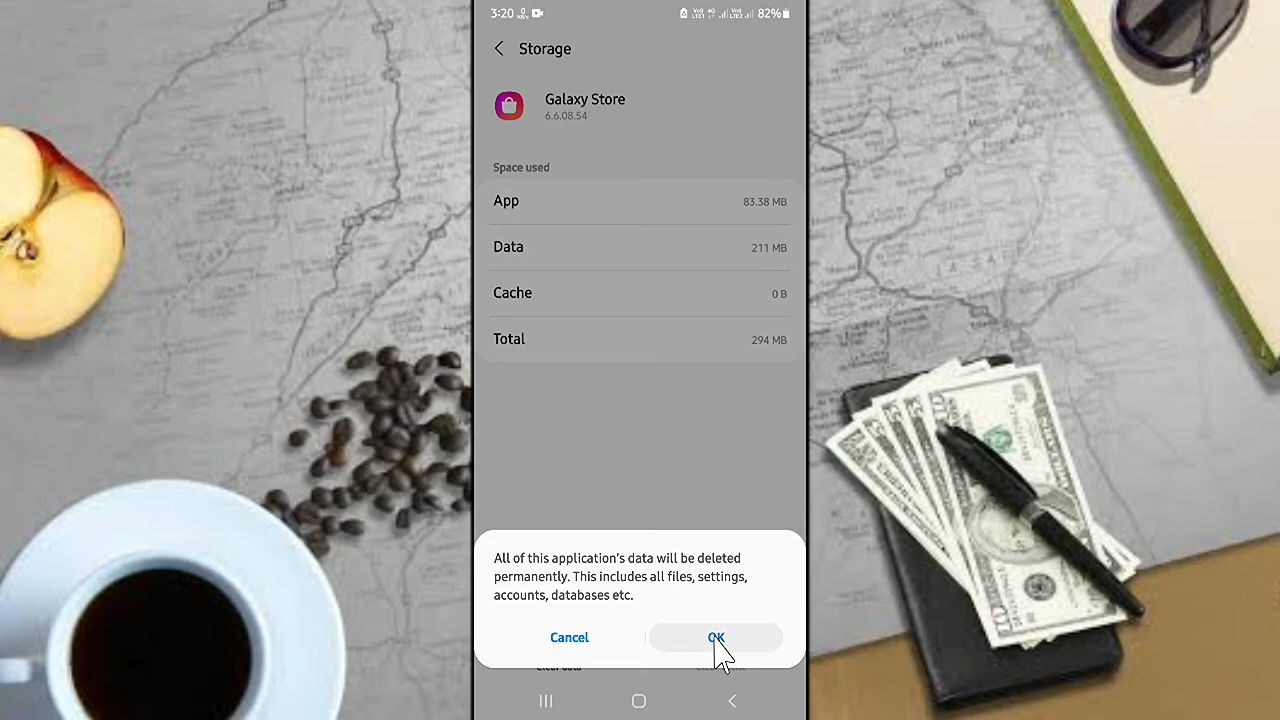 3:20 82%
Storage
Galaxy Store
6.6.08.54
Space used
App 83.38 MB
Data 211 MB
Cache 0 B
Total 294 MB
All of this application's data will be deleted
permanently. This includes all files, settings,
accounts, databases etc.
Cancel OK